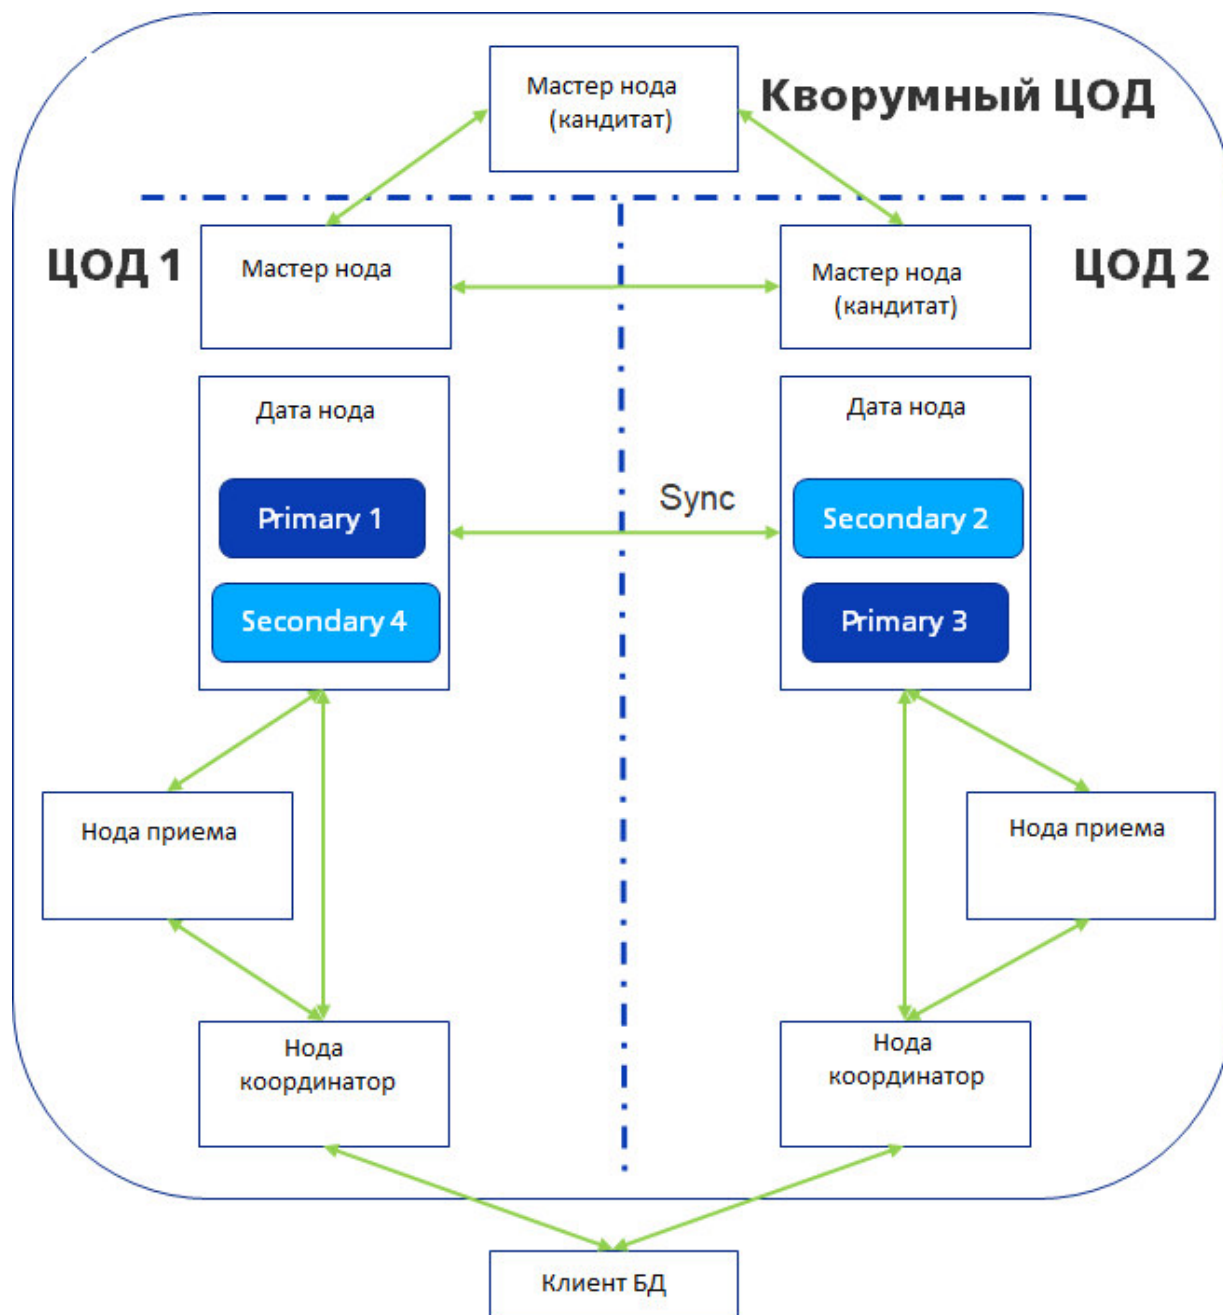 Мастер нода
(кандитат)
Кворумный ЦОД
ЦОД 1
Мастер нода
Мастер нода
(кандитат)
ЦОД 2
Дата нода
Primary 1
Secondary 4
Sync
Дата нода
Secondary 2
Primary 3
Нода приема
Нода приема
Нода
координатор
Нода
координатор
Клиент БД